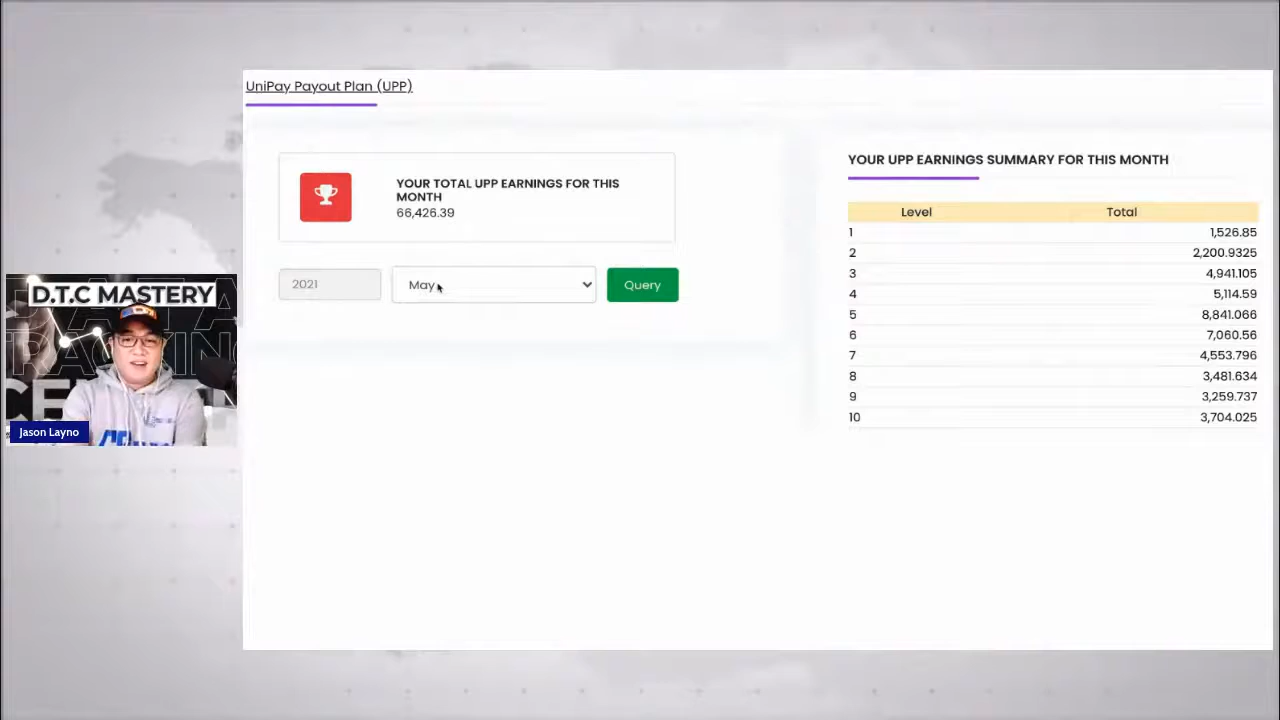 UniPay Payout Plan (UPP)
YOUR TOTAL UPP EARNINGS FOR THIS
MONTH
66,426.39
2021
May
Query
YOUR UPP EARNINGS SUMMARY FOR THIS MONTH
Level Total
1 1,526.85
2 2,200.9325
3 4,941.105
4 5,114.59
5 8,841.066
6 7,060.56
7 4,553.796
8 3,481.634
9 3,259.737
10 3,704.025
D.T.C MASTERY
Jason Layno